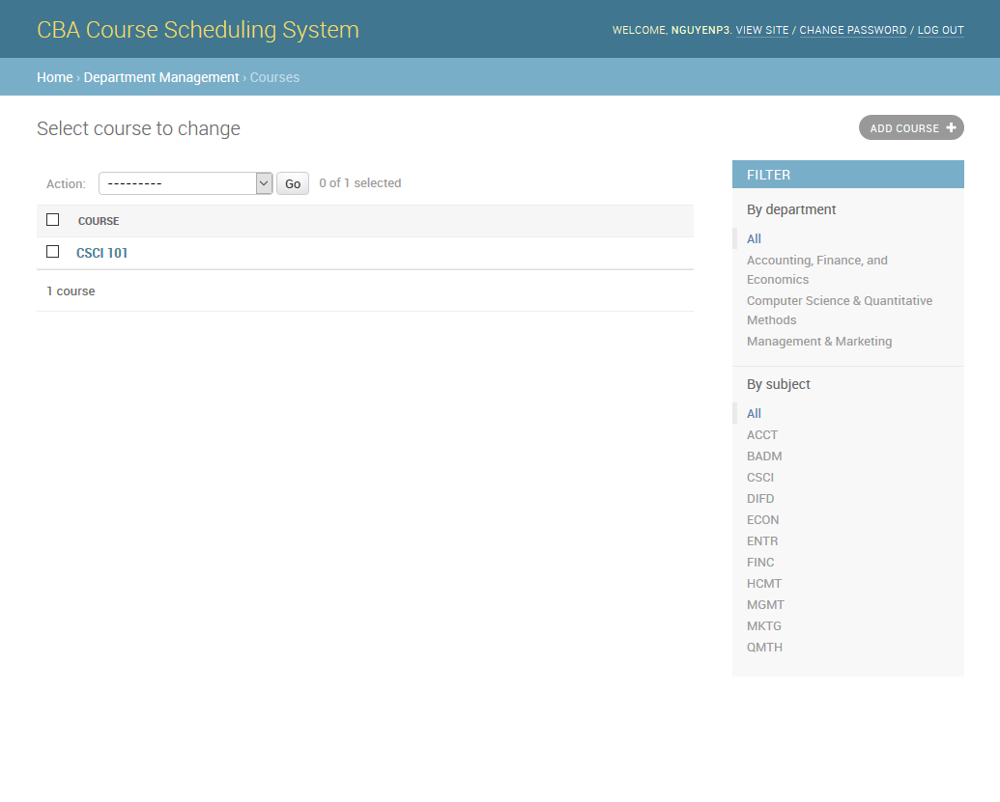 CBA Course Scheduling System
WELCOME, NGUYENP3. VIEW SITE / CHANGE PASSWORD / LOG OUT
Home › Department Management › Courses
Select course to change
ADD COURSE +
Action: --------- Go 0 of 1 selected
COURSE
CSCI 101
1 course
FILTER
By department
All
Accounting, Finance, and
Economics
Computer Science & Quantitative
Methods
Management & Marketing
By subject
All
ACCT
BADM
CSCI
DIFD
ECON
ENTR
FINC
HCMT
MGMT
MKTG
QMTH